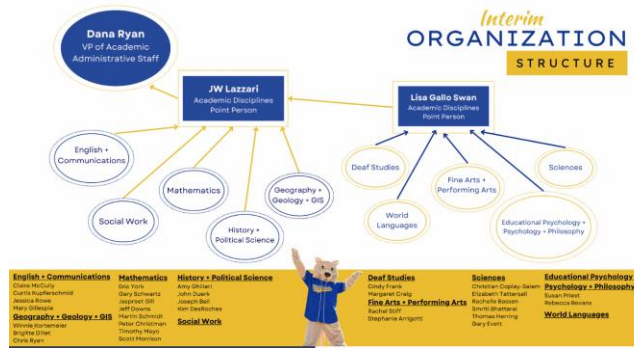 Interim
ORGANIZATION
STRUCTURE
Dana Ryan
VP of Academic
Administrative Staff
JW Lazzari
Academic Disciplines
Point Person
Lisa Gallo Swan
Academic Disciplines
Point Person
English +
Communications
Social Work
Mathematics
History +
Political Science
Geography +
Geology + GIS
Deaf Studies
World
Languages
Fine Arts +
Performing Arts
Educational Psychology +
Psychology + Philosophy
Sciences
English + Communications
Claire McCully
Curtis Kupferschmid
Jessica Rowe
Mary Gillespie
Geography + Geology + GIS
Winnie Kortemeier
Brigitte Dillet
Chris Ryan
Mathematics
Eric York
Gary Schwartz
Jaspreet Gill
Jeff Downs
Martin Schmidt
Peter Christman
Timothy Mayo
Scott Morrison
History + Political Science
Amy Ghilieri
John Duerk
Joseph Bell
Kim DesRoches
Social Work
Deaf Studies
Cindy Frank
Margaret Craig
Fine Arts + Performing Arts
Rachel Stiff
Stephanie Arrigotti
Sciences
Christian Copley-Salem
Elizabeth Tattersall
Rachelle Bassen
Smriti Bhattarai
Thomas Herring
Gary Evett
Educational Psychology
Psychology + Philosophy
Susan Priest
Rebecca Bevans
World Languages